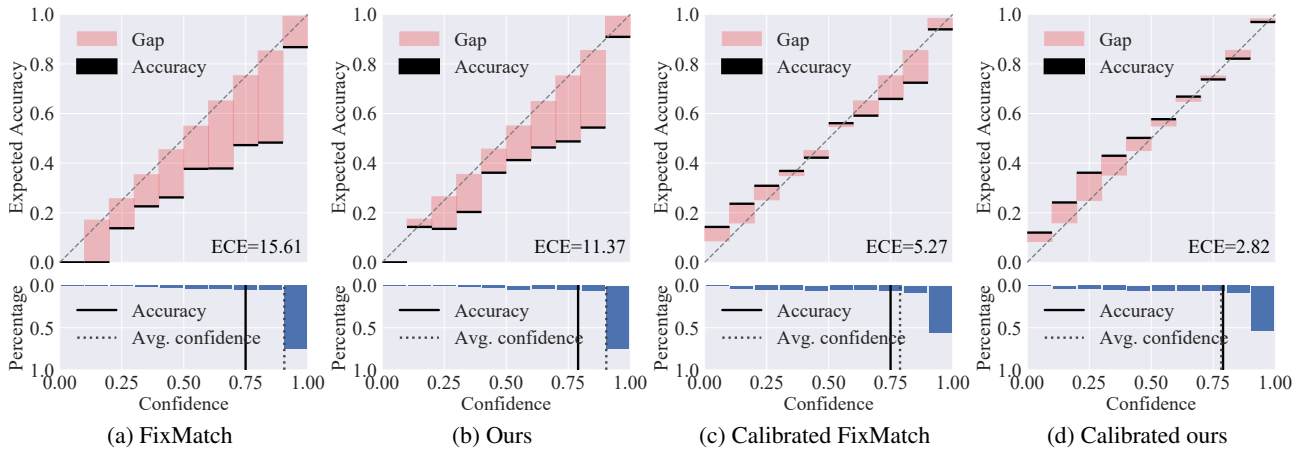 1.0
0.8
0.6
0.4
0.2
0.0
Expected Accuracy
Gap
Accuracy
ECE=15.61
0.0
0.5
1.0
Percentage
Accuracy
Avg. confidence
0.00 0.25 0.50 0.75 1.00
Confidence
(a) FixMatch
1.0
0.8
0.6
0.4
0.2
0.0
Expected Accuracy
Gap
Accuracy
ECE=11.37
0.0
0.5
1.0
Percentage
Accuracy
Avg. confidence
0.00 0.25 0.50 0.75 1.00
Confidence
(b) Ours
1.0
0.8
0.6
0.4
0.2
0.0
Expected Accuracy
Gap
Accuracy
ECE=5.27
0.0
0.5
1.0
Percentage
Accuracy
Avg. confidence
0.00 0.25 0.50 0.75 1.00
Confidence
(c) Calibrated FixMatch
1.0
0.8
0.6
0.4
0.2
0.0
Expected Accuracy
Gap
Accuracy
ECE=2.82
0.0
0.5
1.0
Percentage
Accuracy
Avg. confidence
0.00 0.25 0.50 0.75 1.00
Confidence
(d) Calibrated ours